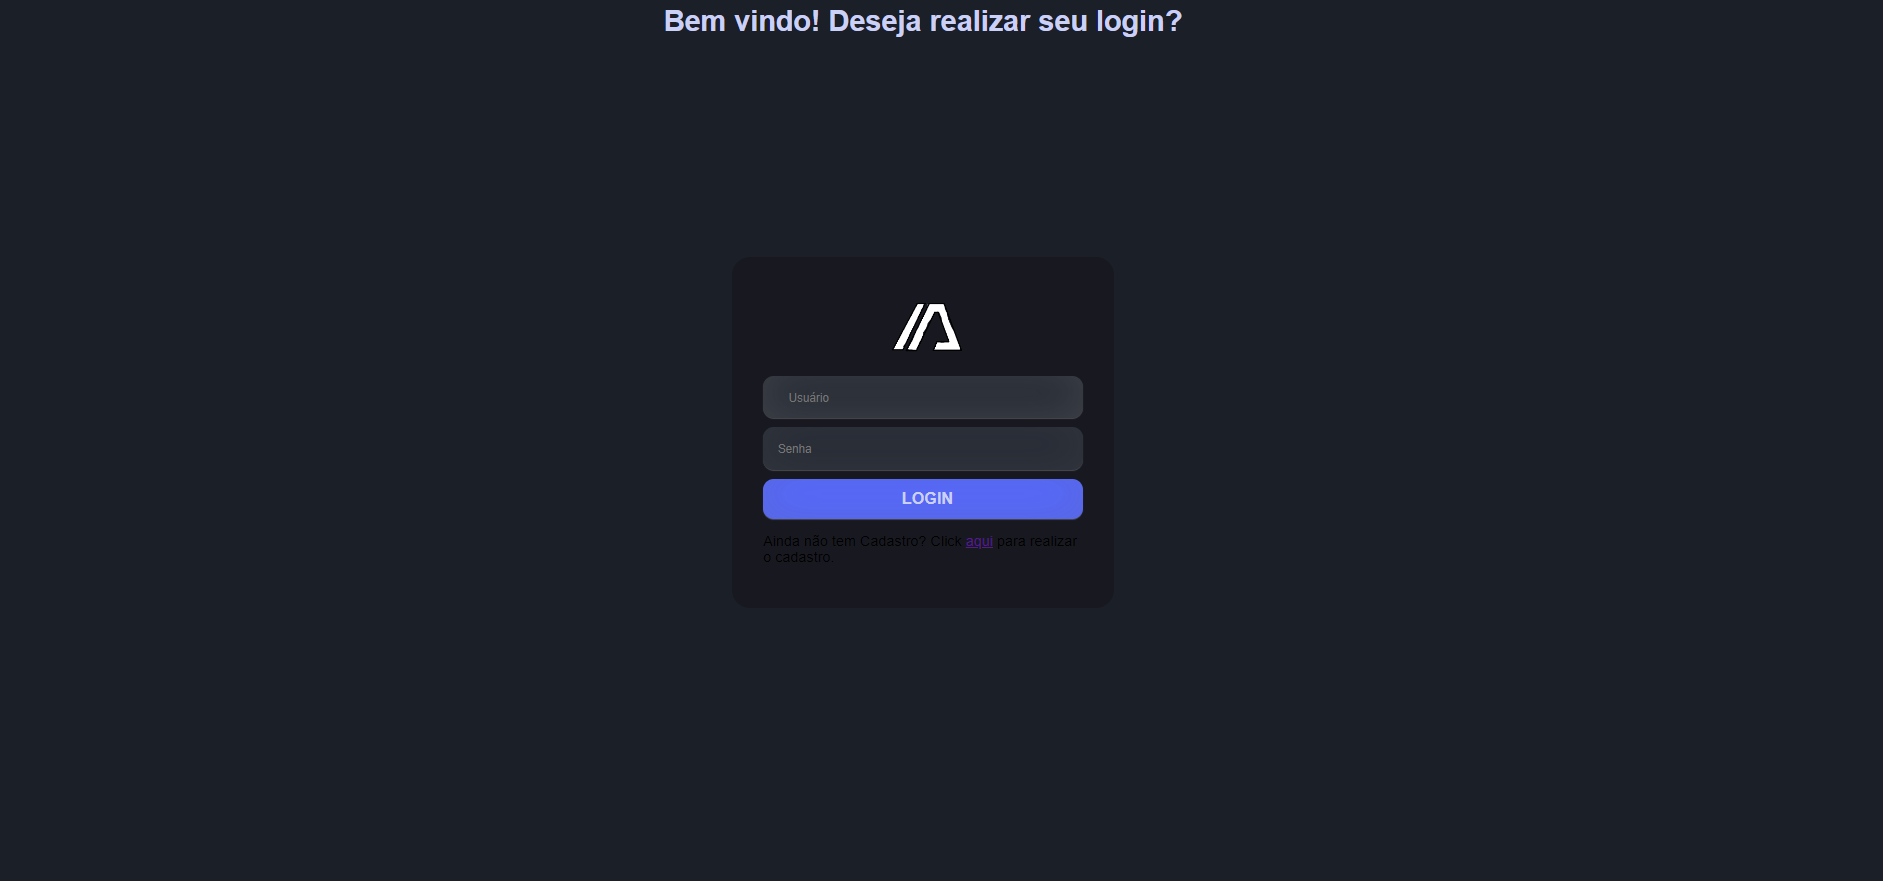 Bem vindo! Deseja realizar seu login?
Usuário
Senha
LOGIN
Ainda não tem Cadastro? Click aqui para realizar
o cadastro.